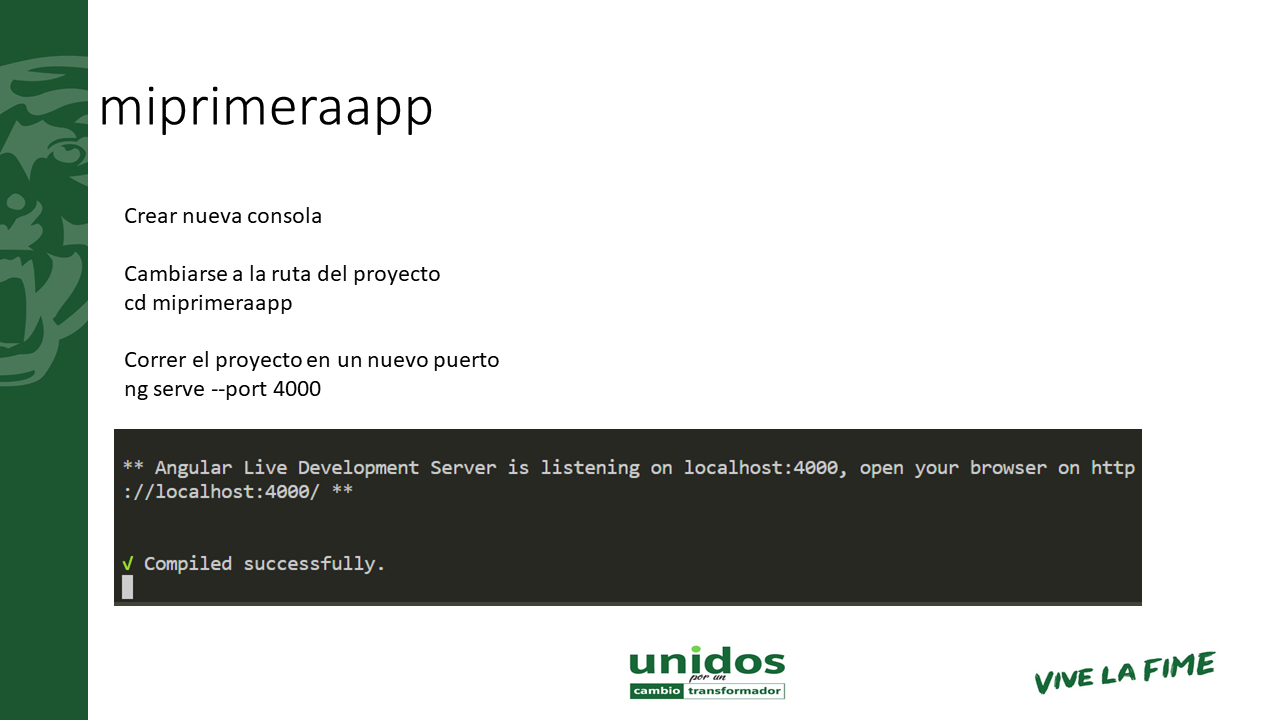 miprimeraapp
Crear nueva consola
Cambiarse a la ruta del proyecto
cd miprimeraapp
Correr el proyecto en un nuevo puerto
ng serve --port 4000
** Angular Live Development Server is listening on localhost:4000, open your browser on http
://localhost:4000/ **
√ Compiled successfully.
unidos
por un
cambio transformador
VIVE LA FIME